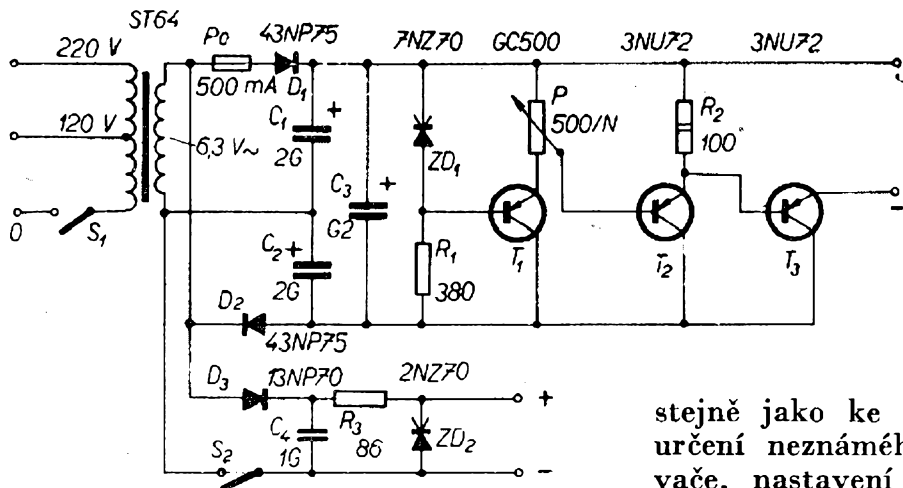 ST64
220 V
120 V
0
S1
6,3 V~
Po
500 mA
43NP75
D1
C1
+
2G
C2
+
2G
C3
+
G2
D2
43NP75
7NZ70
ZD1
R1
380
GC500
P
500/N
T1
3NU72
R2
100
T2
3NU72
T3
−
D3
13NP70
C4
1G
R3
86
2NZ70
ZD2
+
−
S2
stejně jako ke
určení neznáméh
vače, nastavení